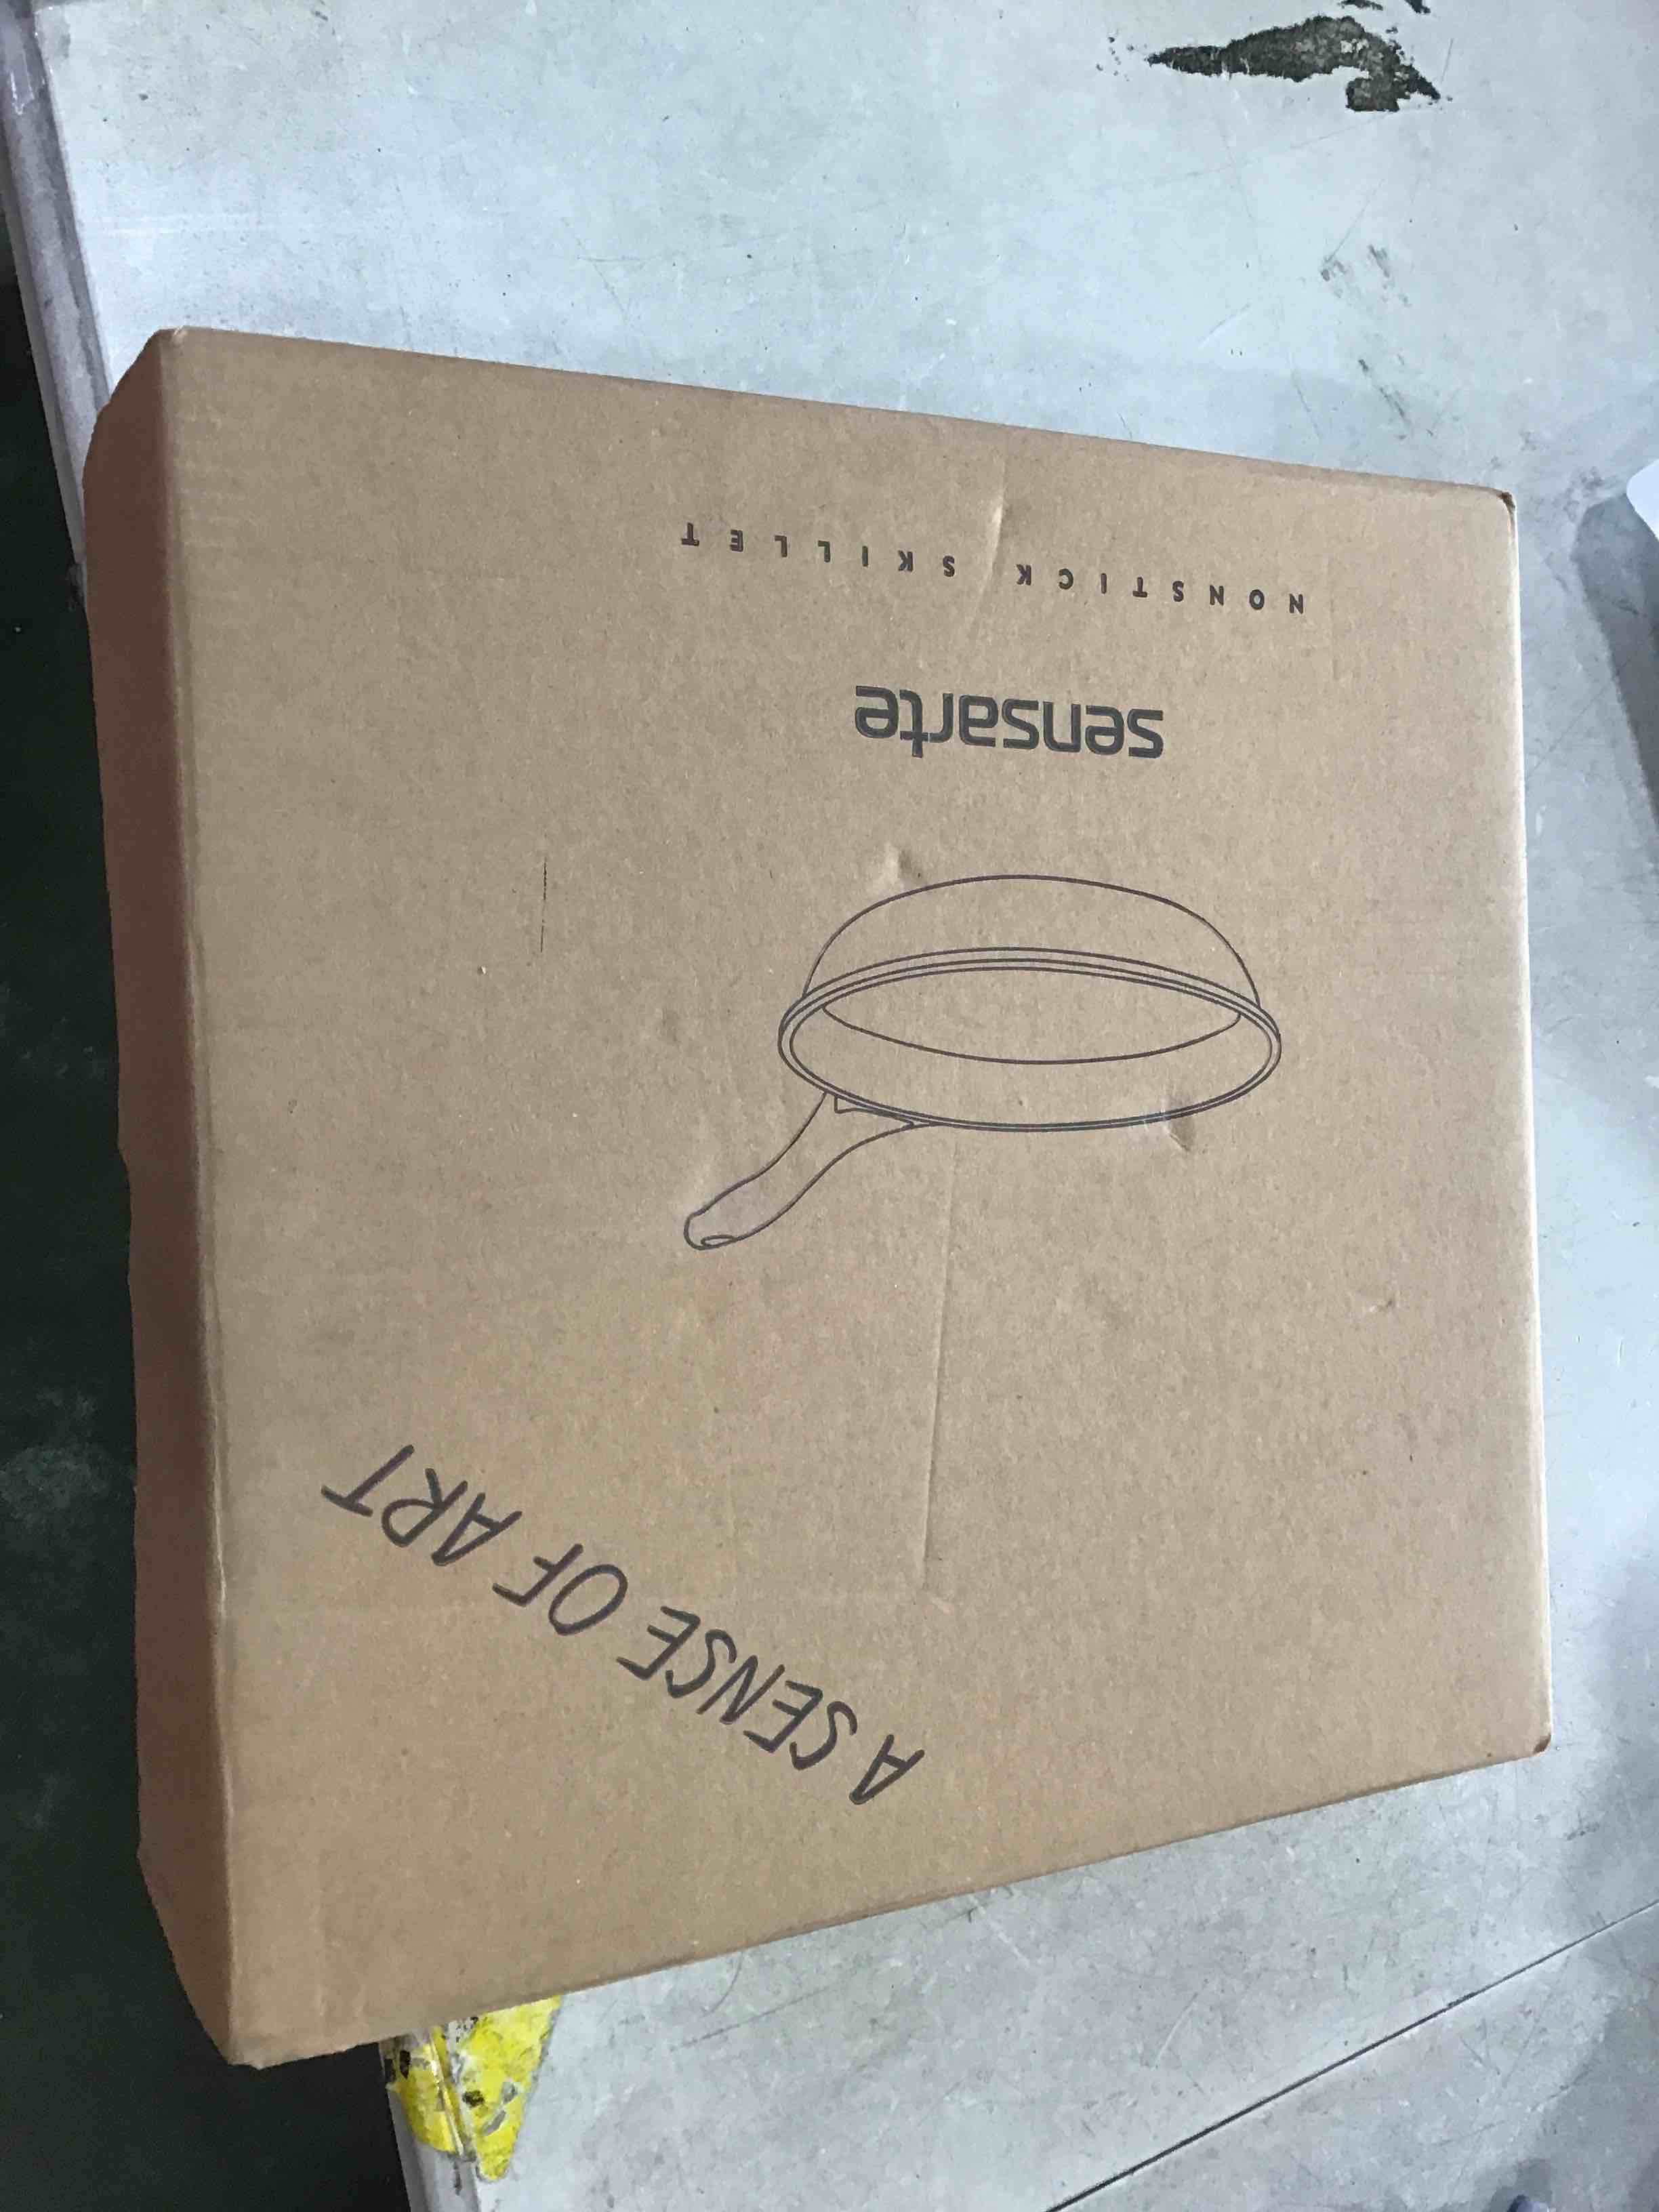 A SENSE OF ART
sensarte
NONSTICK SKILLET